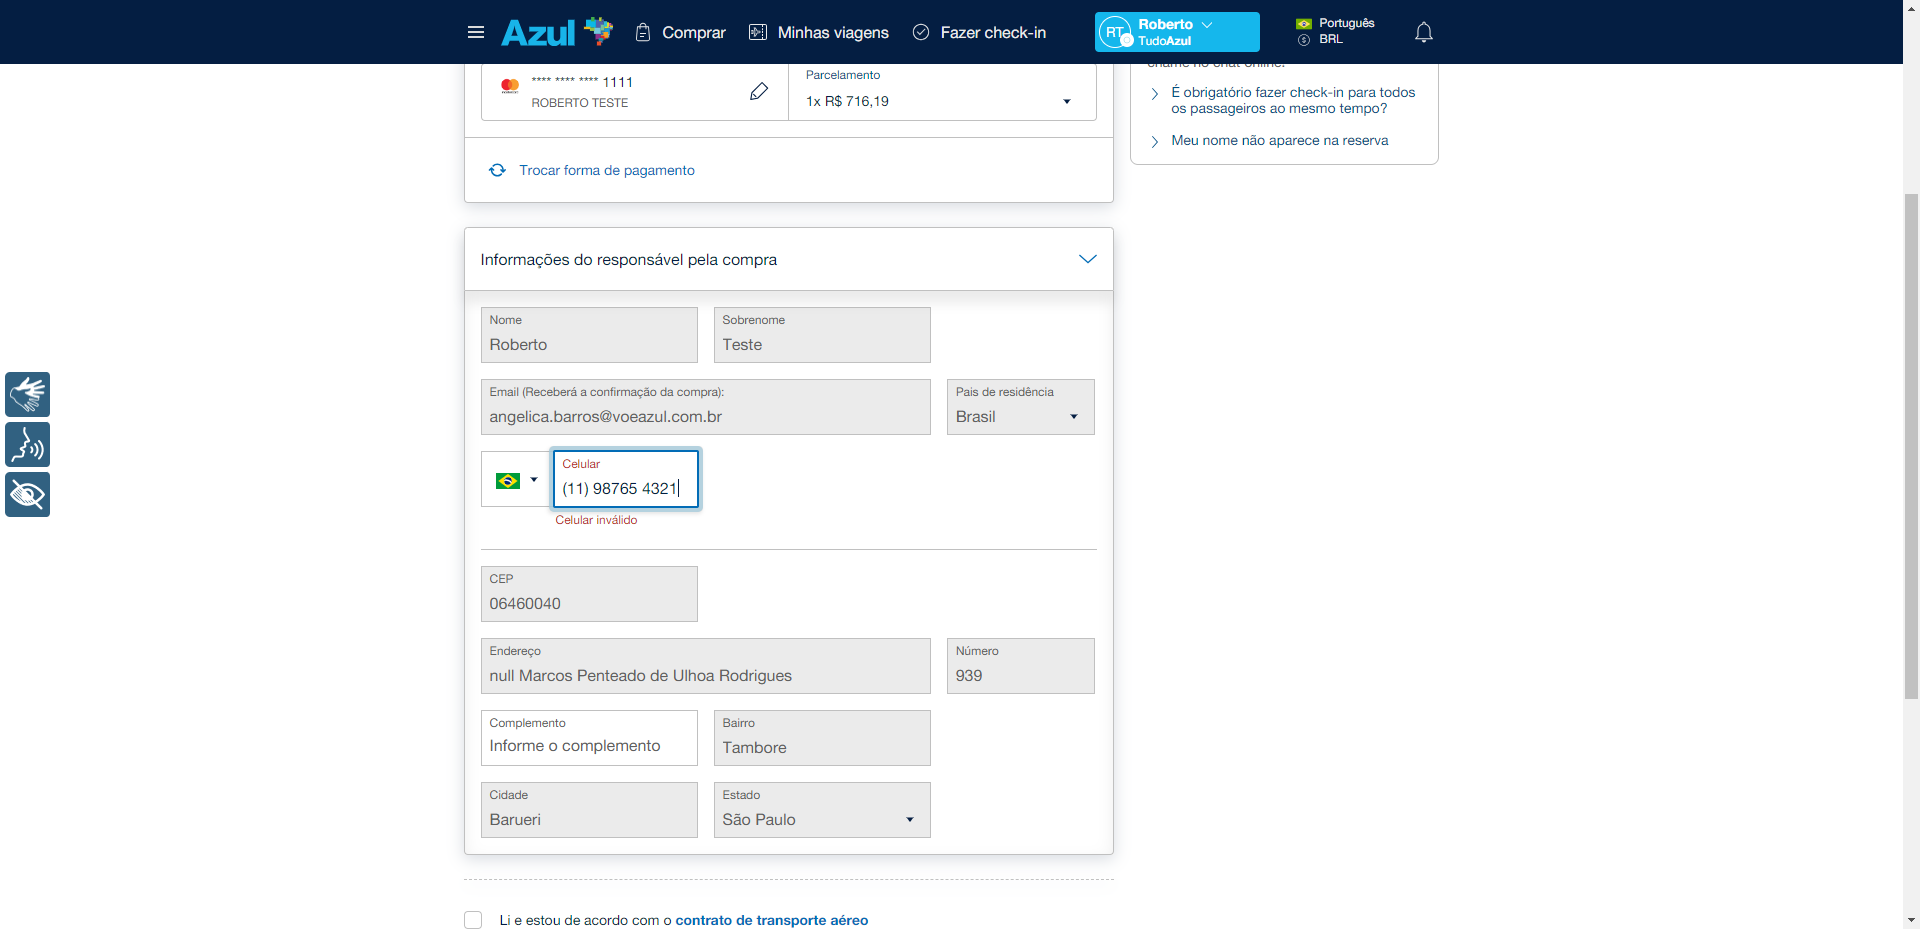 Azul
Comprar
Minhas viagens
Fazer check-in
RT
Roberto
TudoAzul
Português
BRL
**** **** **** 1111
ROBERTO TESTE
Parcelamento
1x R$ 716,19
Trocar forma de pagamento
chame no chat online.
É obrigatório fazer check-in para todos
os passageiros ao mesmo tempo?
Meu nome não aparece na reserva
Informações do responsável pela compra
Nome
Roberto
Sobrenome
Teste
Email (Receberá a confirmação da compra):
angelica.barros@voeazul.com.br
Pais de residência
Brasil
Celular
(11) 98765 4321
Celular inválido
CEP
06460040
Endereço
null Marcos Penteado de Ulhoa Rodrigues
Número
939
Complemento
Informe o complemento
Bairro
Tambore
Cidade
Barueri
Estado
São Paulo
Li e estou de acordo com o contrato de transporte aéreo